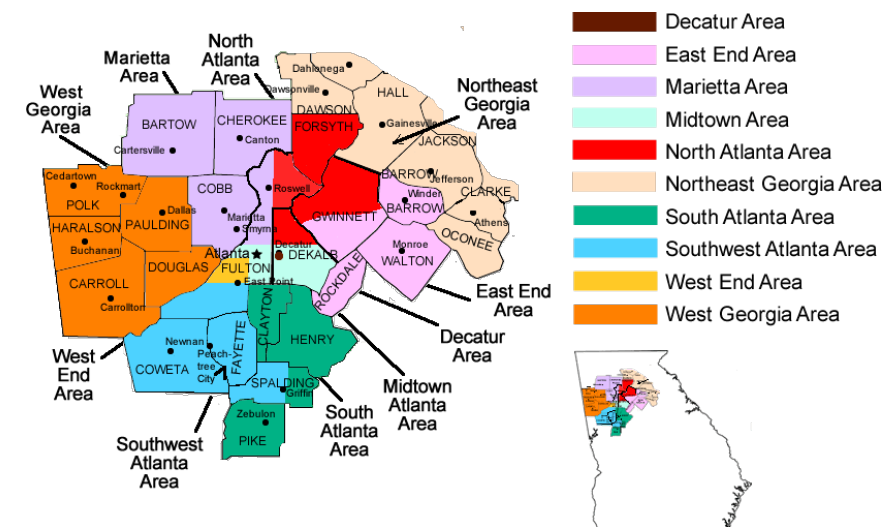 Marietta
Area
North
Atlanta
Area
West
Georgia
Area
Northeast
Georgia
Area
Dahlonega
Dawsonville
DAWSON
HALL
Gainesville
FORSYTH
BARTOW
CHEROKEE
Canton
Cartersville
JACKSON
BARROW
Jefferson
CLARKE
Athens
OCONEE
Cedartown
Rockmart
POLK
COBB
Roswell
Winder
BARROW
HARALSON
Buchanan
PAULDING
Dallas
Marietta
Smyrna
GWINNETT
Monroe
WALTON
Atlanta
Decatur
DEKALB
DOUGLAS
FULTON
East Point
ROCKDALE
CARROLL
Carrollton
CLAYTON
HENRY
Newnan
Peach-
tree
City
FAYETTE
COWETA
SPALDING
Griffin
Zebulon
PIKE
East End
Area
Decatur
Area
Midtown
Atlanta
Area
South
Atlanta
Area
West
End
Area
Southwest
Atlanta
Area
Decatur Area
East End Area
Marietta Area
Midtown Area
North Atlanta Area
Northeast Georgia Area
South Atlanta Area
Southwest Atlanta Area
West End Area
West Georgia Area